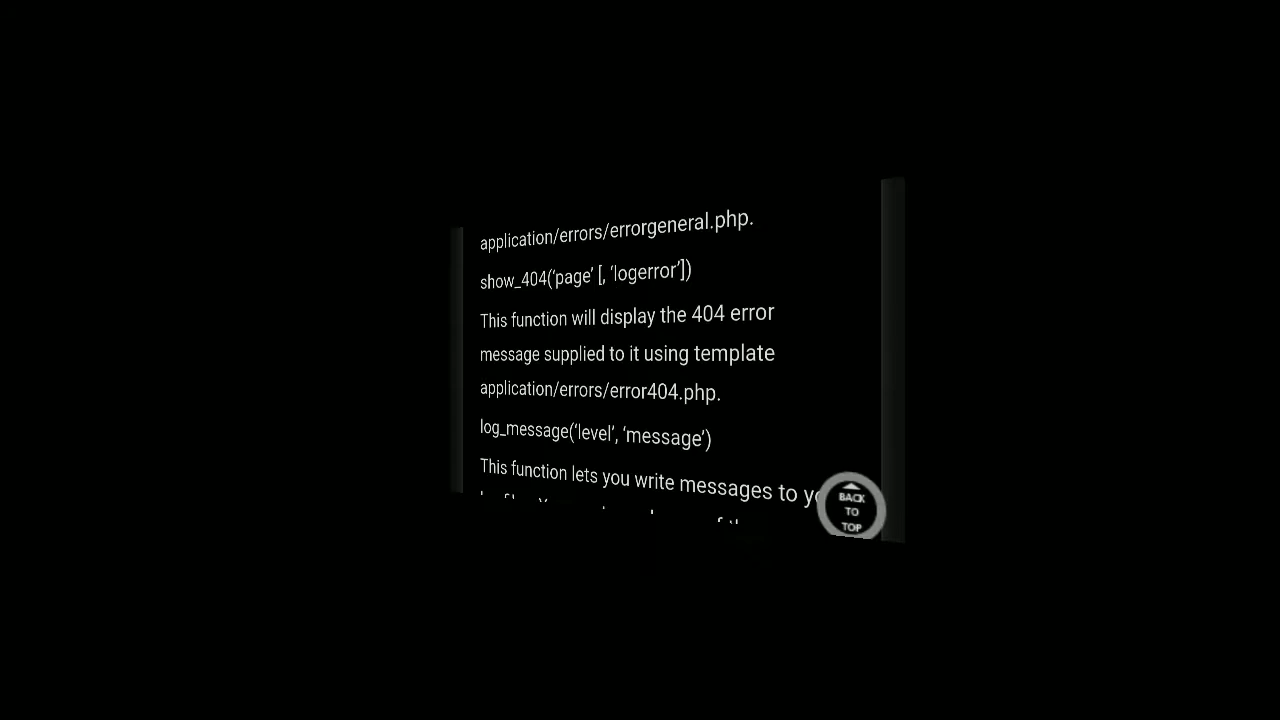 application/errors/errorgeneral.php.
show_404(‘page’ [, ‘logerror’])
This function will display the 404 error
message supplied to it using template
application/errors/error404.php.
log_message(‘level’, ‘message’)
This function lets you write messages to
BACK
TO
TOP